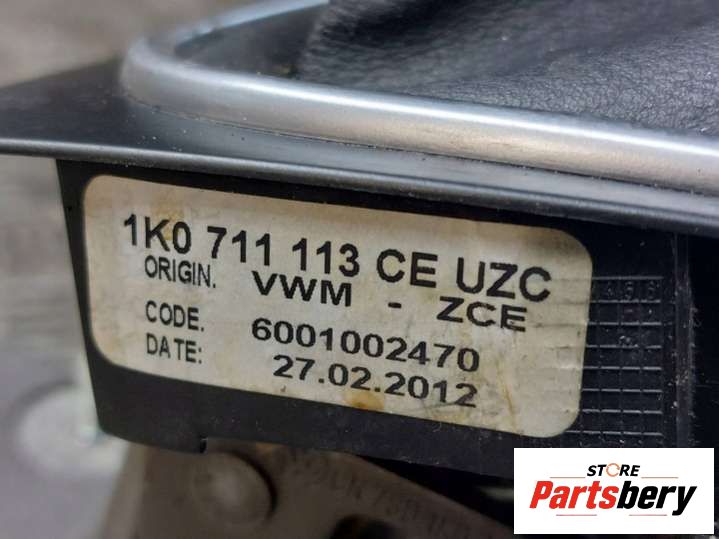 1K0 711 113 CE UZC
ORIGIN. VWM - ZCE
CODE. 6001002470
DATE: 27.02.2012
STORE
Partsbery